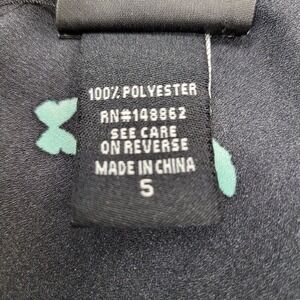 100% POLYESTER
RN#148862
SEE CARE
ON REVERSE
MADE IN CHINA
S